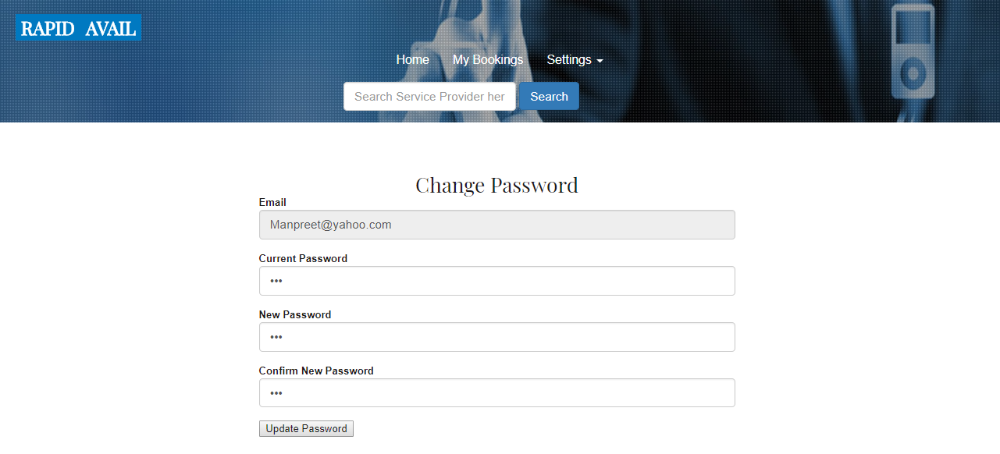 RAPID AVAIL
Home My Bookings Settings
Search Service Provider her Search
Change Password
Email
Manpreet@yahoo.com
Current Password
•••
New Password
•••
Confirm New Password
•••
Update Password